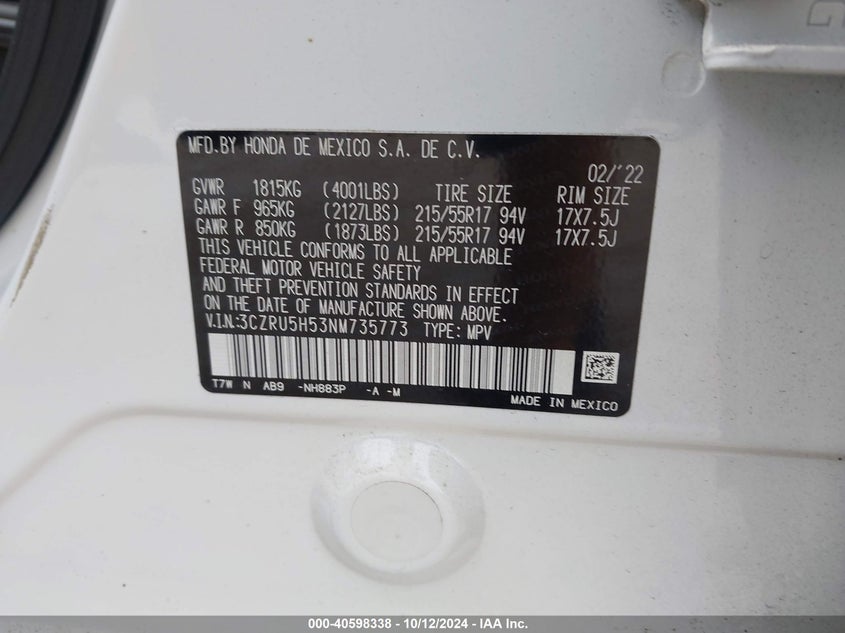 MFD.BY HONDA DE MEXICO S.A. DE C.V.
02/'22
GVWR 1815KG (4001LBS) TIRE SIZE RIM SIZE
GAWR F 965KG (2127LBS) 215/55R17 94V 17X7.5J
GAWR R 850KG (1873LBS) 215/55R17 94V 17X7.5J
THIS VEHICLE CONFORMS TO ALL APPLICABLE
FEDERAL MOTOR VEHICLE SAFETY
AND THEFT PREVENTION STANDARDS IN EFFECT
ON THE DATE OF MANUFACTURE SHOWN ABOVE.
V.I.N.:3CZRU5H53NM735773 TYPE: MPV
T7W N AB9 -NH883P -A -M
MADE IN MEXICO
000-40598338 - 10/12/2024 - IAA Inc.